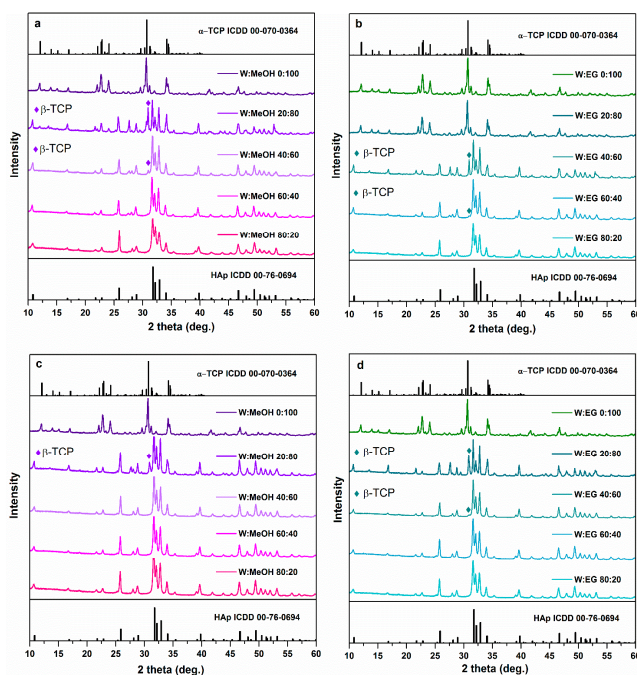 a
α–TCP ICDD 00-070-0364
W:MeOH 0:100
β-TCP
W:MeOH 20:80
β-TCP
W:MeOH 40:60
W:MeOH 60:40
W:MeOH 80:20
HAp ICDD 00-76-0694
Intensity
10 15 20 25 30 35 40 45 50 55 60
2 theta (deg.)
b
α–TCP ICDD 00-070-0364
W:EG 0:100
W:EG 20:80
β-TCP
W:EG 40:60
β-TCP
W:EG 60:40
W:EG 80:20
HAp ICDD 00-76-0694
Intensity
10 15 20 25 30 35 40 45 50 55 60
2 theta (deg.)
c
α–TCP ICDD 00-070-0364
W:MeOH 0:100
β-TCP
W:MeOH 20:80
W:MeOH 40:60
W:MeOH 60:40
W:MeOH 80:20
HAp ICDD 00-76-0694
Intensity
10 15 20 25 30 35 40 45 50 55 60
2 theta (deg.)
d
α–TCP ICDD 00-070-0364
W:EG 0:100
β-TCP
W:EG 20:80
β-TCP
W:EG 40:60
W:EG 60:40
W:EG 80:20
HAp ICDD 00-76-0694
Intensity
10 15 20 25 30 35 40 45 50 55 60
2 theta (deg.)